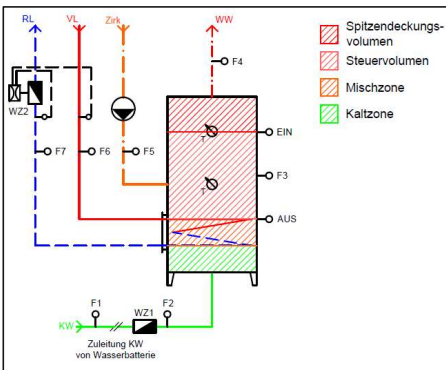 RL
VL
Zirk
WW
Spitzendeckungs-
volumen
Steuervolumen
Mischzone
Kaltzone
F4
WZ2
T
EIN
F7
F6
F5
F3
T
AUS
F1
WZ1
F2
KW
Zuleitung KW
von Wasserbatterie